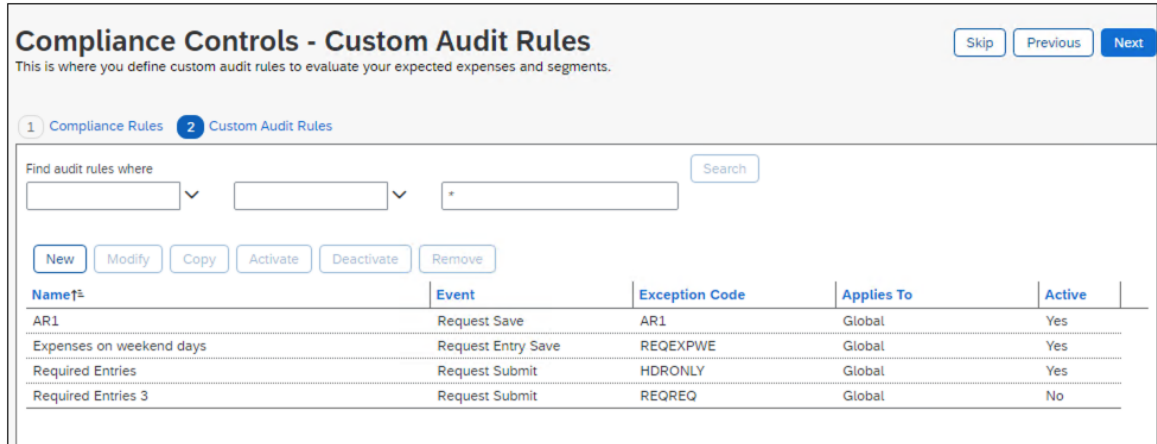 Compliance Controls - Custom Audit Rules
Skip Previous Next
This is where you define custom audit rules to evaluate your expected expenses and segments.
1 Compliance Rules 2 Custom Audit Rules
Find audit rules where
Search
*
New Modify Copy Activate Deactivate Remove
Name Event Exception Code Applies To Active
AR1 Request Save AR1 Global Yes
Expenses on weekend days Request Entry Save REQEXPWE Global Yes
Required Entries Request Submit HDRONLY Global Yes
Required Entries 3 Request Submit REQREQ Global No